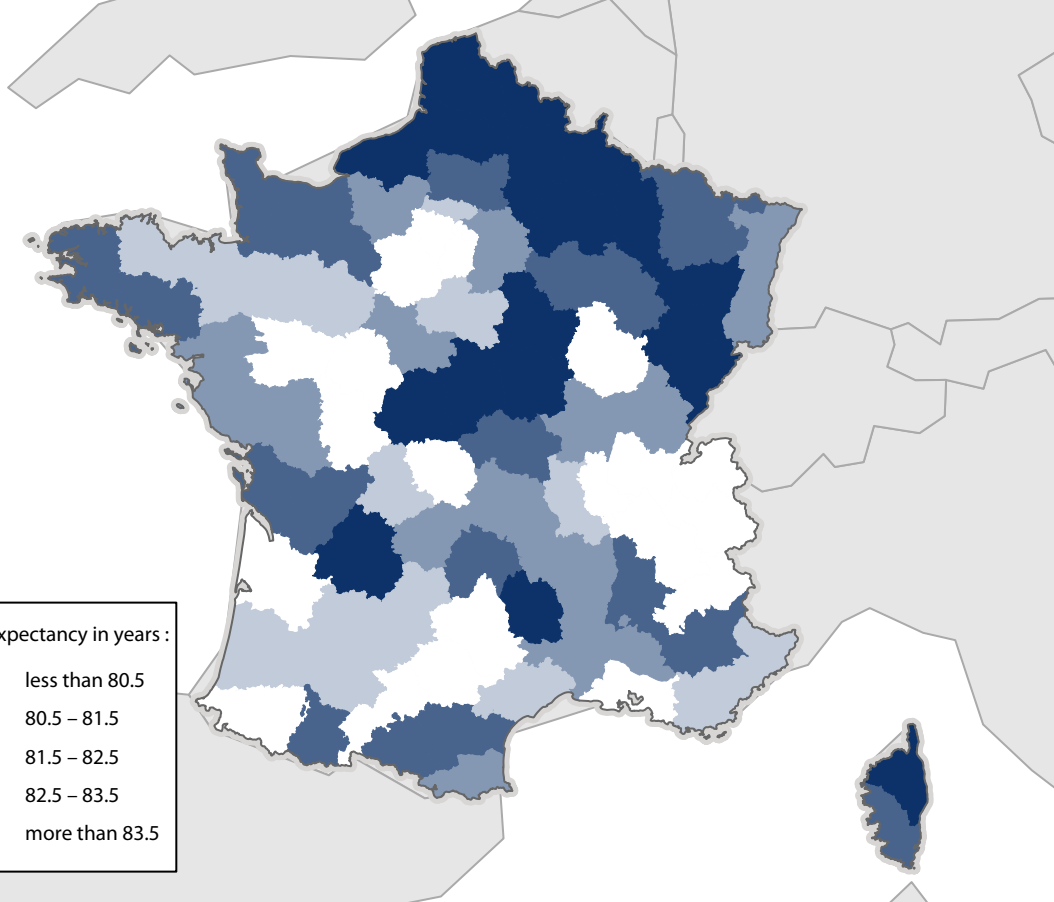 xpectancy in years :
less than 80.5
80.5 – 81.5
81.5 – 82.5
82.5 – 83.5
more than 83.5